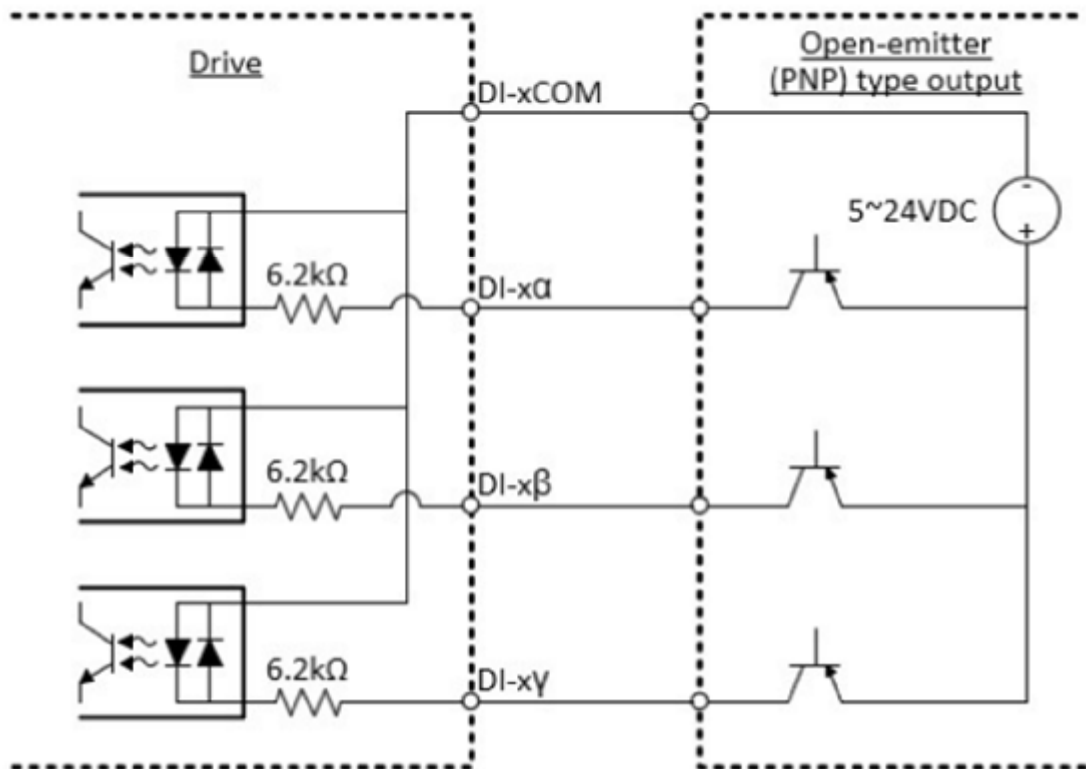 Drive
Open-emitter
(PNP) type output
DI-xCOM
-
5~24VDC
+
6.2kΩ
DI-xα
6.2kΩ
DI-xβ
6.2kΩ
DI-xγ